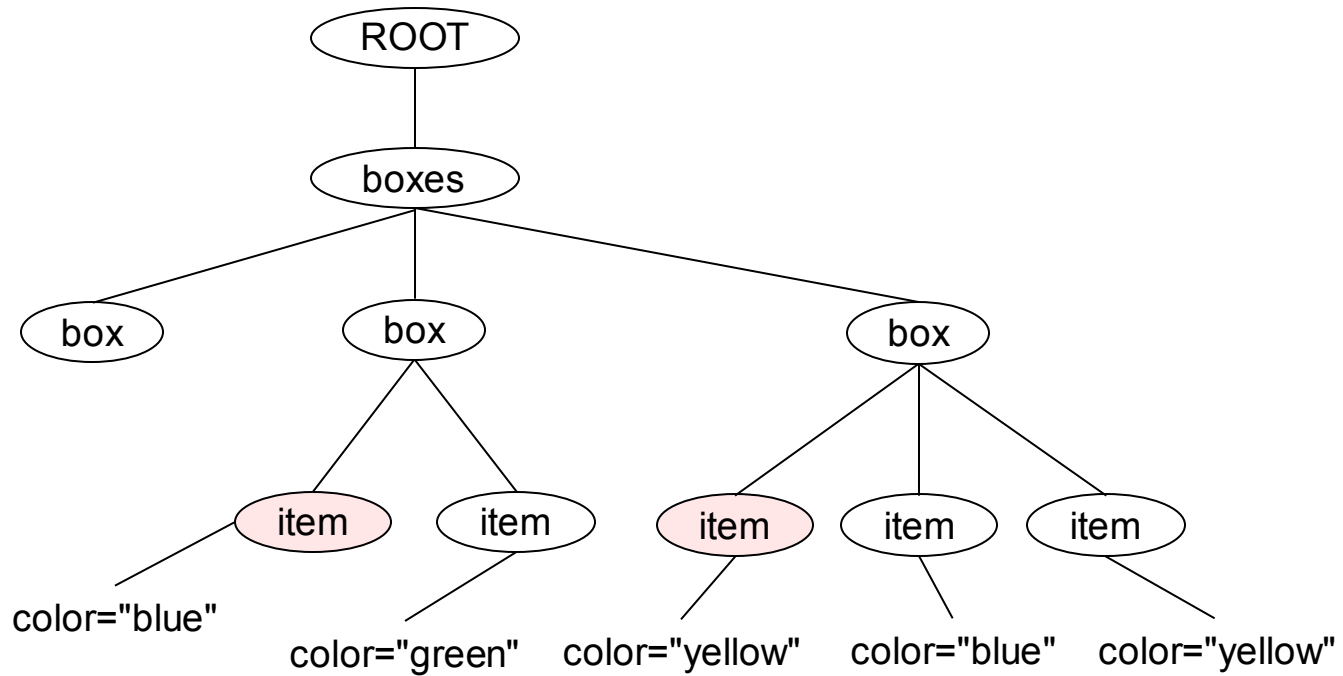 ROOT
boxes
box
box
box
item
item
item
item
item
color="blue"
color="green"
color="yellow"
color="blue"
color="yellow"